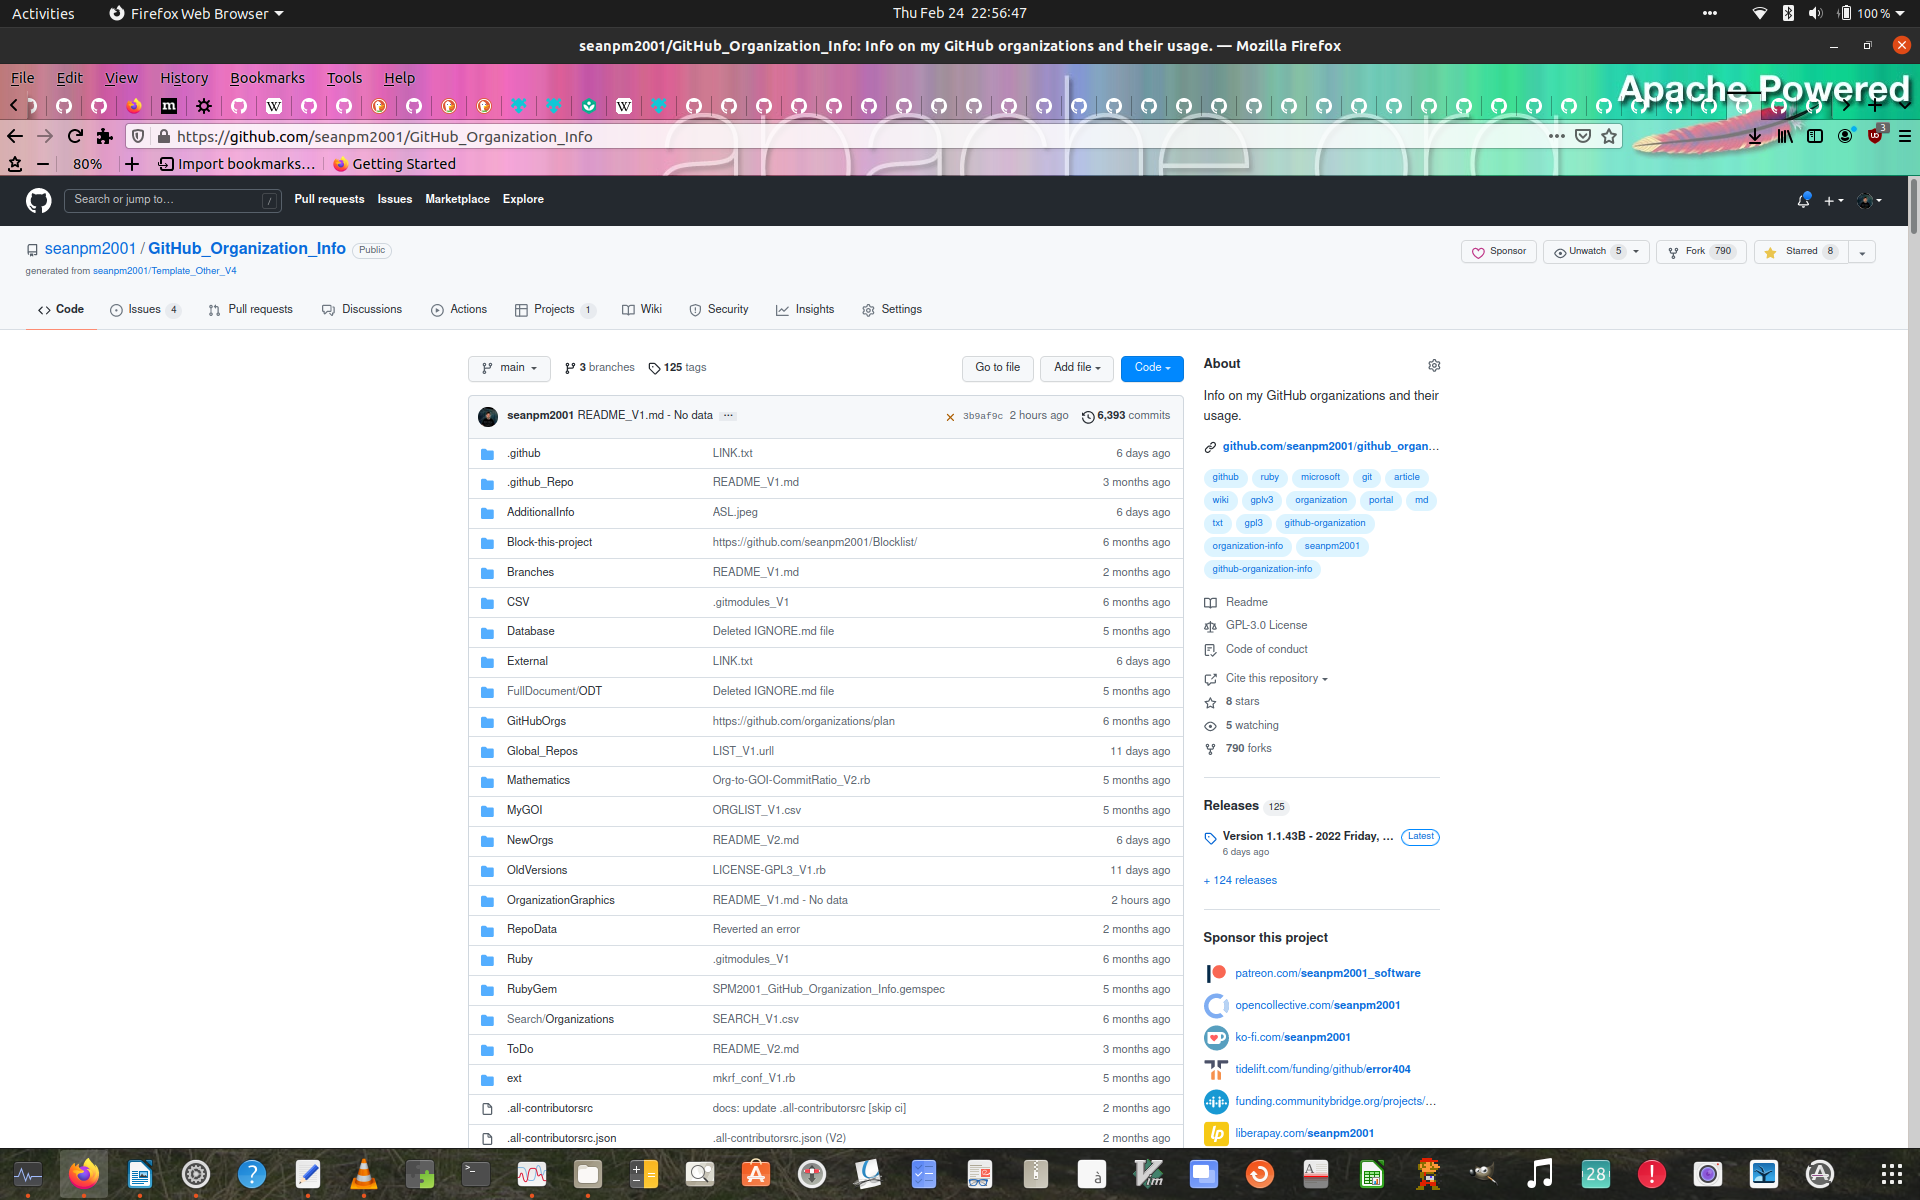 Activities Firefox Web Browser Thu Feb 24 22:56:47 100 %
seanpm2001/GitHub_Organization_Info: Info on my GitHub organizations and their usage. — Mozilla Firefox
File Edit View History Bookmarks Tools Help
Apache Powered
https://github.com/seanpm2001/GitHub_Organization_Info
3
80% Import bookmarks… Getting Started
Search or jump to… / Pull requests Issues Marketplace Explore
seanpm2001 / GitHub_Organization_Info Public
Sponsor Unwatch 5 Fork 790 Starred 8
generated from seanpm2001/Template_Other_V4
Code Issues 4 Pull requests Discussions Actions Projects 1 Wiki Security Insights Settings
main 3 branches 125 tags Go to file Add file Code
seanpm2001 README_V1.md - No data ... 3b9af9c 2 hours ago 6,393 commits
.github LINK.txt 6 days ago
.github_Repo README_V1.md 3 months ago
AdditionalInfo ASL.jpeg 6 days ago
Block-this-project https://github.com/seanpm2001/Blocklist/ 6 months ago
Branches README_V1.md 2 months ago
CSV .gitmodules_V1 6 months ago
Database Deleted IGNORE.md file 5 months ago
External LINK.txt 6 days ago
FullDocument/ODT Deleted IGNORE.md file 5 months ago
GitHubOrgs https://github.com/organizations/plan 6 months ago
Global_Repos LIST_V1.urll 11 days ago
Mathematics Org-to-GOI-CommitRatio_V2.rb 5 months ago
MyGOI ORGLIST_V1.csv 5 months ago
NewOrgs README_V2.md 6 days ago
OldVersions LICENSE-GPL3_V1.rb 11 days ago
OrganizationGraphics README_V1.md - No data 2 hours ago
RepoData Reverted an error 2 months ago
Ruby .gitmodules_V1 6 months ago
RubyGem SPM2001_GitHub_Organization_Info.gemspec 5 months ago
Search/Organizations SEARCH_V1.csv 6 months ago
ToDo README_V2.md 3 months ago
ext mkrf_conf_V1.rb 5 months ago
.all-contributorsrc docs: update .all-contributorsrc [skip ci] 2 months ago
.all-contributorsrc.json .all-contributorsrc.json (V2) 2 months ago
About
Info on my GitHub organizations and their
usage.
github.com/seanpm2001/github_organ…
github ruby microsoft git article
wiki gplv3 organization portal md
txt gpl3 github-organization
organization-info seanpm2001
github-organization-info
Readme
GPL-3.0 License
Code of conduct
Cite this repository
8 stars
5 watching
790 forks
Releases 125
Version 1.1.43B - 2022 Friday, … Latest
6 days ago
+ 124 releases
Sponsor this project
patreon.com/seanpm2001_software
opencollective.com/seanpm2001
ko-fi.com/seanpm2001
tidelift.com/funding/github/error404
funding.communitybridge.org/projects/…
lp liberapay.com/seanpm2001
28